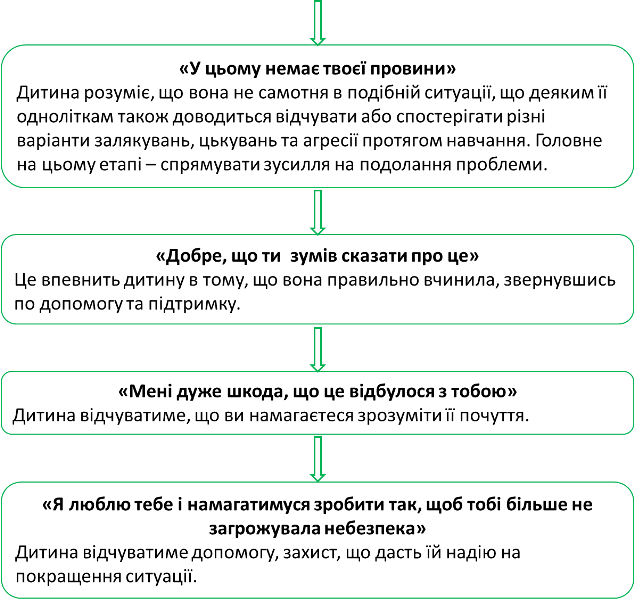 «У цьому немає твоєї провини»
Дитина розуміє, що вона не самотня в подібній ситуації, що деяким її
одноліткам також доводиться відчувати або спостерігати різні
варіанти залякувань, цькувань та агресії протягом навчання. Головне
на цьому етапі – спрямувати зусилля на подолання проблеми.
«Добре, що ти зумів сказати про це»
Це впевнить дитину в тому, що вона правильно вчинила, звернувшись
по допомогу та підтримку.
«Мені дуже шкода, що це відбулося з тобою»
Дитина відчуватиме, що ви намагаєтеся зрозуміти її почуття.
«Я люблю тебе і намагатимуся зробити так, щоб тобі більше не
загрожувала небезпека»
Дитина відчуватиме допомогу, захист, що дасть їй надію на
покращення ситуації.